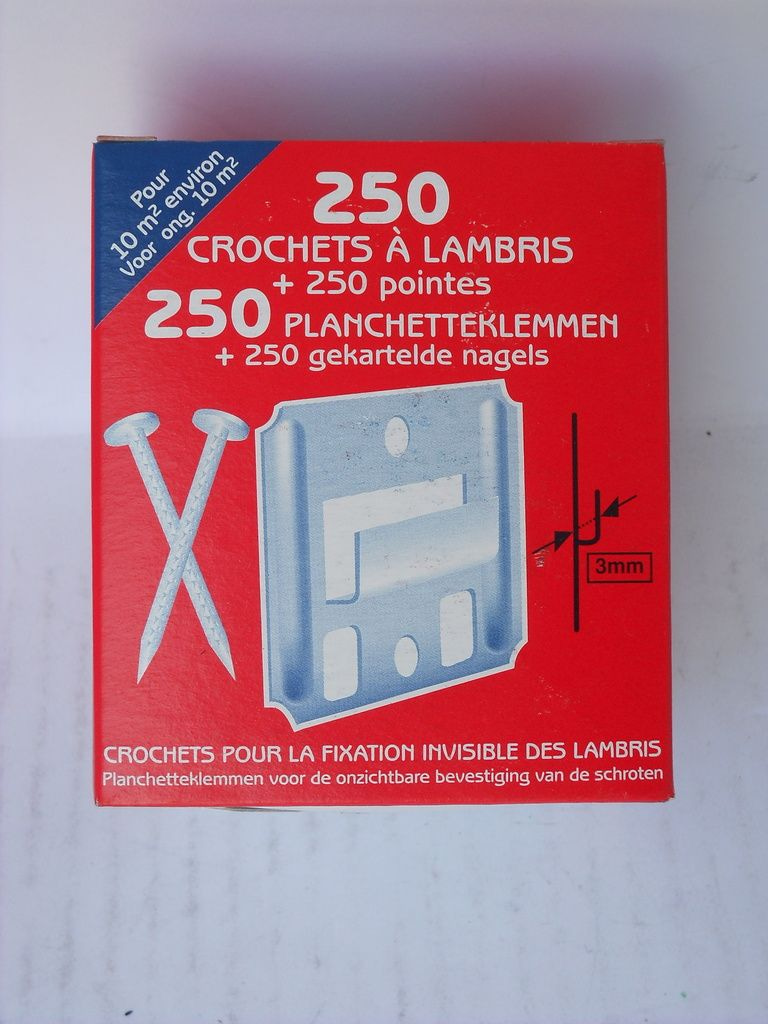 Pour
10 m² environ
Voor ong. 10 m²
250
CROCHETS À LAMBRIS
+ 250 pointes
250 PLANCHETTEKLEMMEN
+ 250 gekartelde nagels
3mm
CROCHETS POUR LA FIXATION INVISIBLE DES LAMBRIS
Planchetteklemmen voor de onzichtbare bevestiging van de schroten